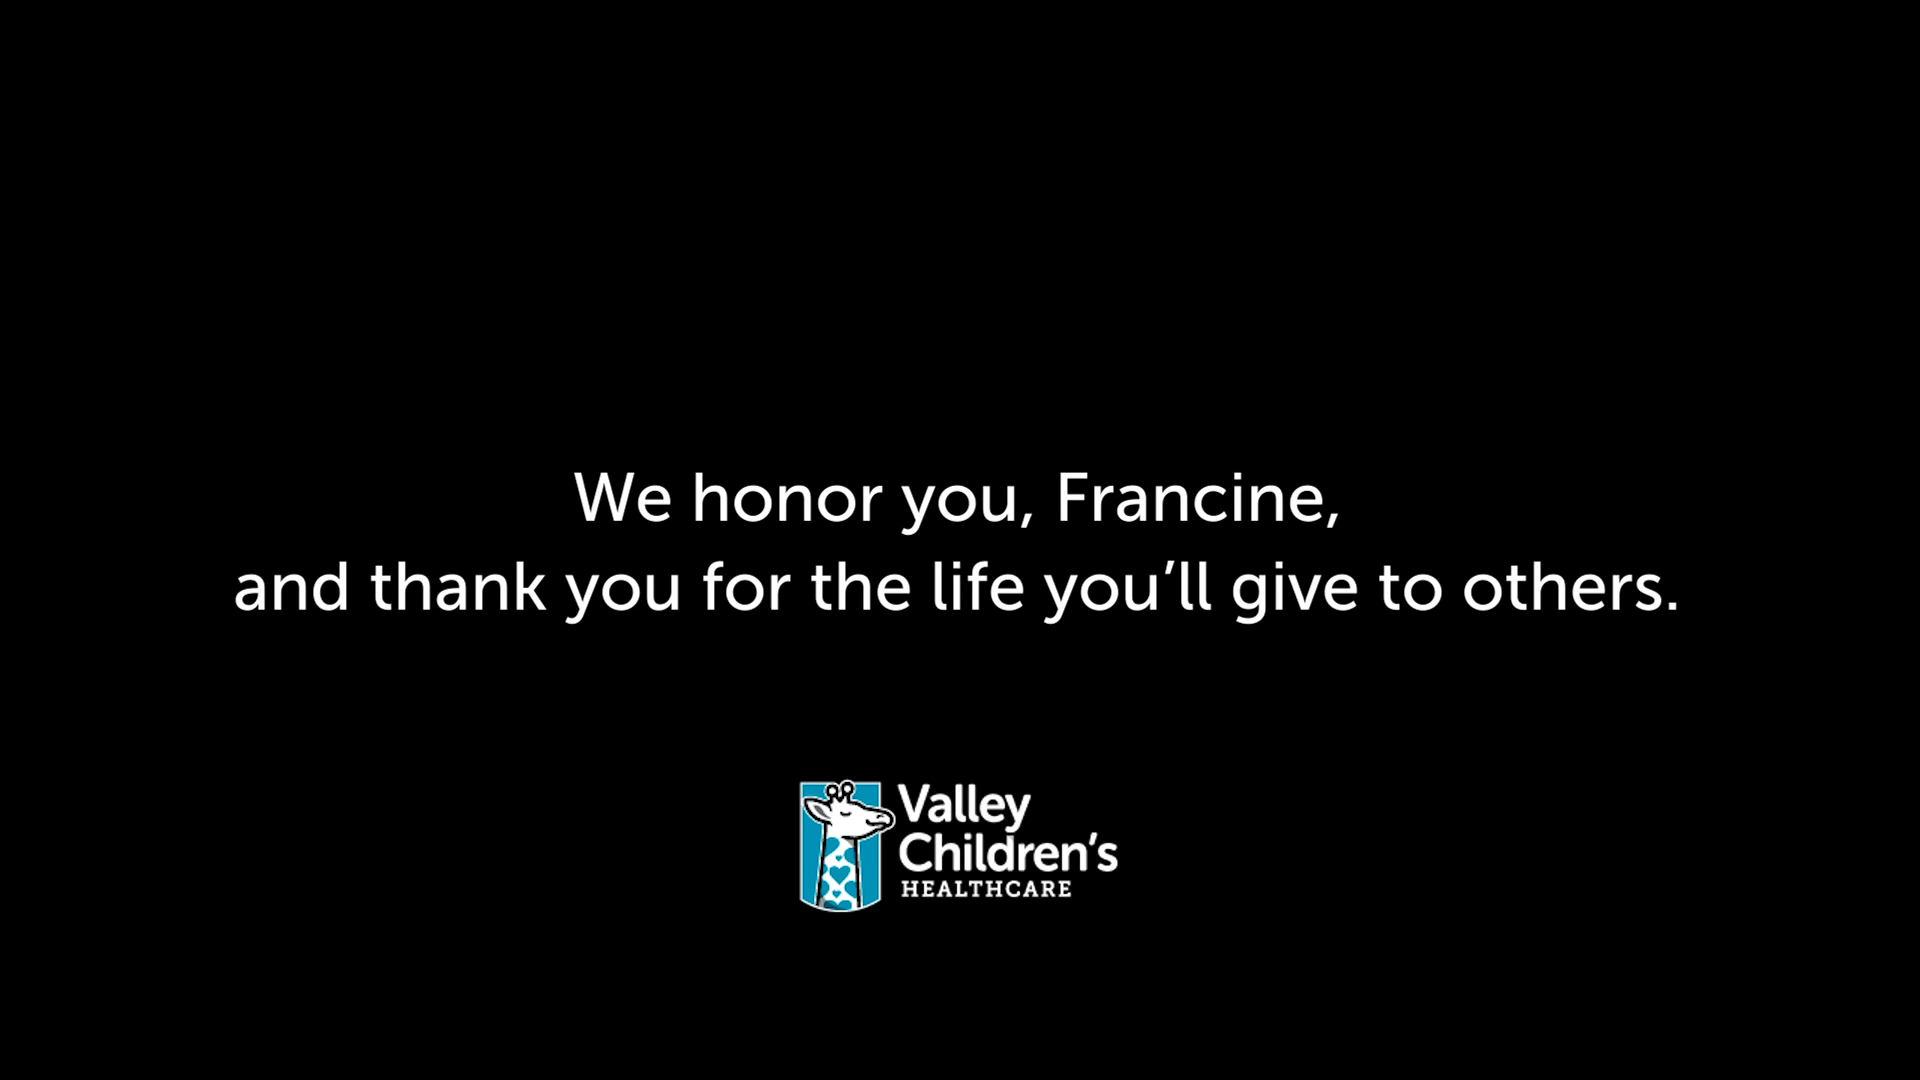 We honor you, Francine,
and thank you for the life you’ll give to others.
Valley
Children’s
HEALTHCARE